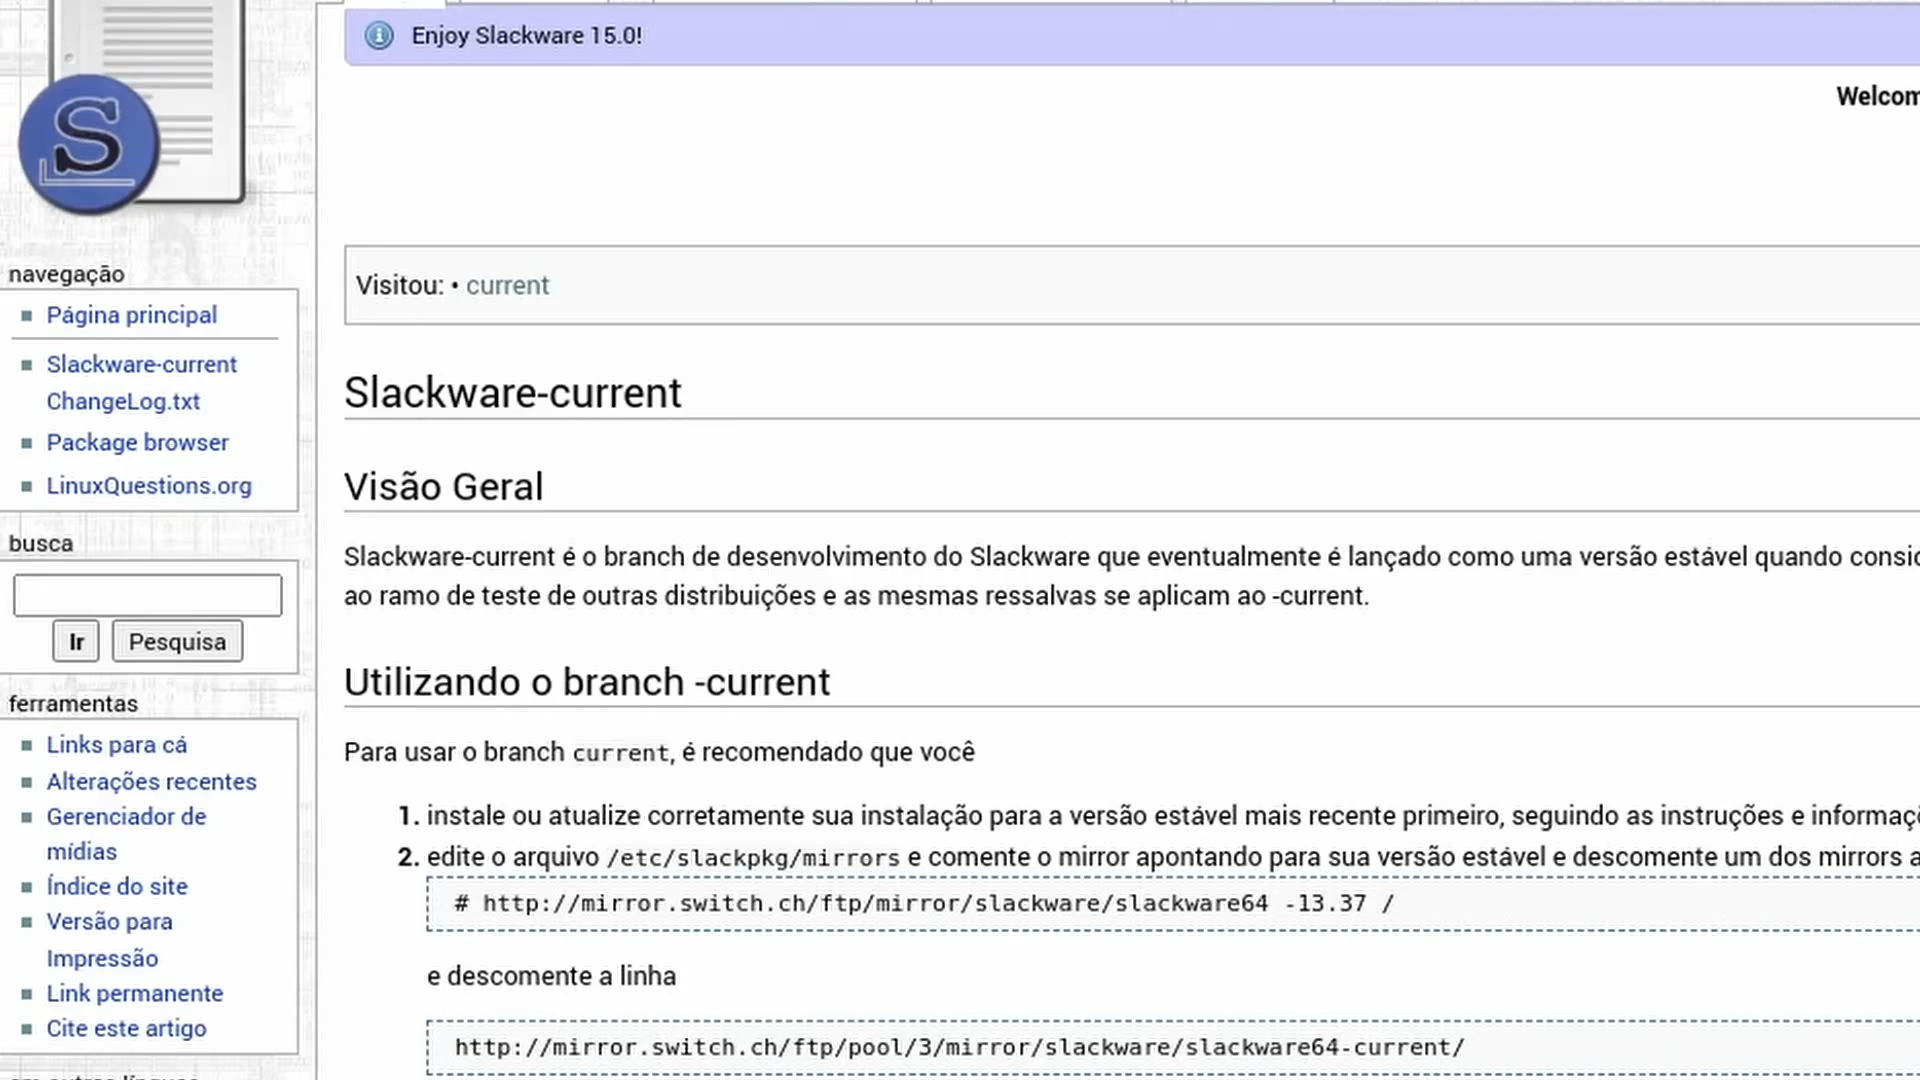 Enjoy Slackware 15.0!
S
navegação
Página principal
Slackware-current
ChangeLog.txt
Package browser
LinuxQuestions.org
busca
Ir Pesquisa
ferramentas
Links para cá
Alterações recentes
Gerenciador de
mídias
Índice do site
Versão para
Impressão
Link permanente
Cite este artigo
Visitou: • current
Slackware-current
Visão Geral
Slackware-current é o branch de desenvolvimento do Slackware que eventualmente é lançado como uma versão estável quando
ao ramo de teste de outras distribuições e as mesmas ressalvas se aplicam ao -current.
Utilizando o branch -current
Para usar o branch current, é recomendado que você
1. instale ou atualize corretamente sua instalação para a versão estável mais recente primeiro, seguindo as instruções e
2. edite o arquivo /etc/slackpkg/mirrors e comente o mirror apontando para sua versão estável e descomente um dos mirrors
# http://mirror.switch.ch/ftp/mirror/slackware/slackware64 -13.37 /
e descomente a linha
http://mirror.switch.ch/ftp/pool/3/mirror/slackware/slackware64-current/